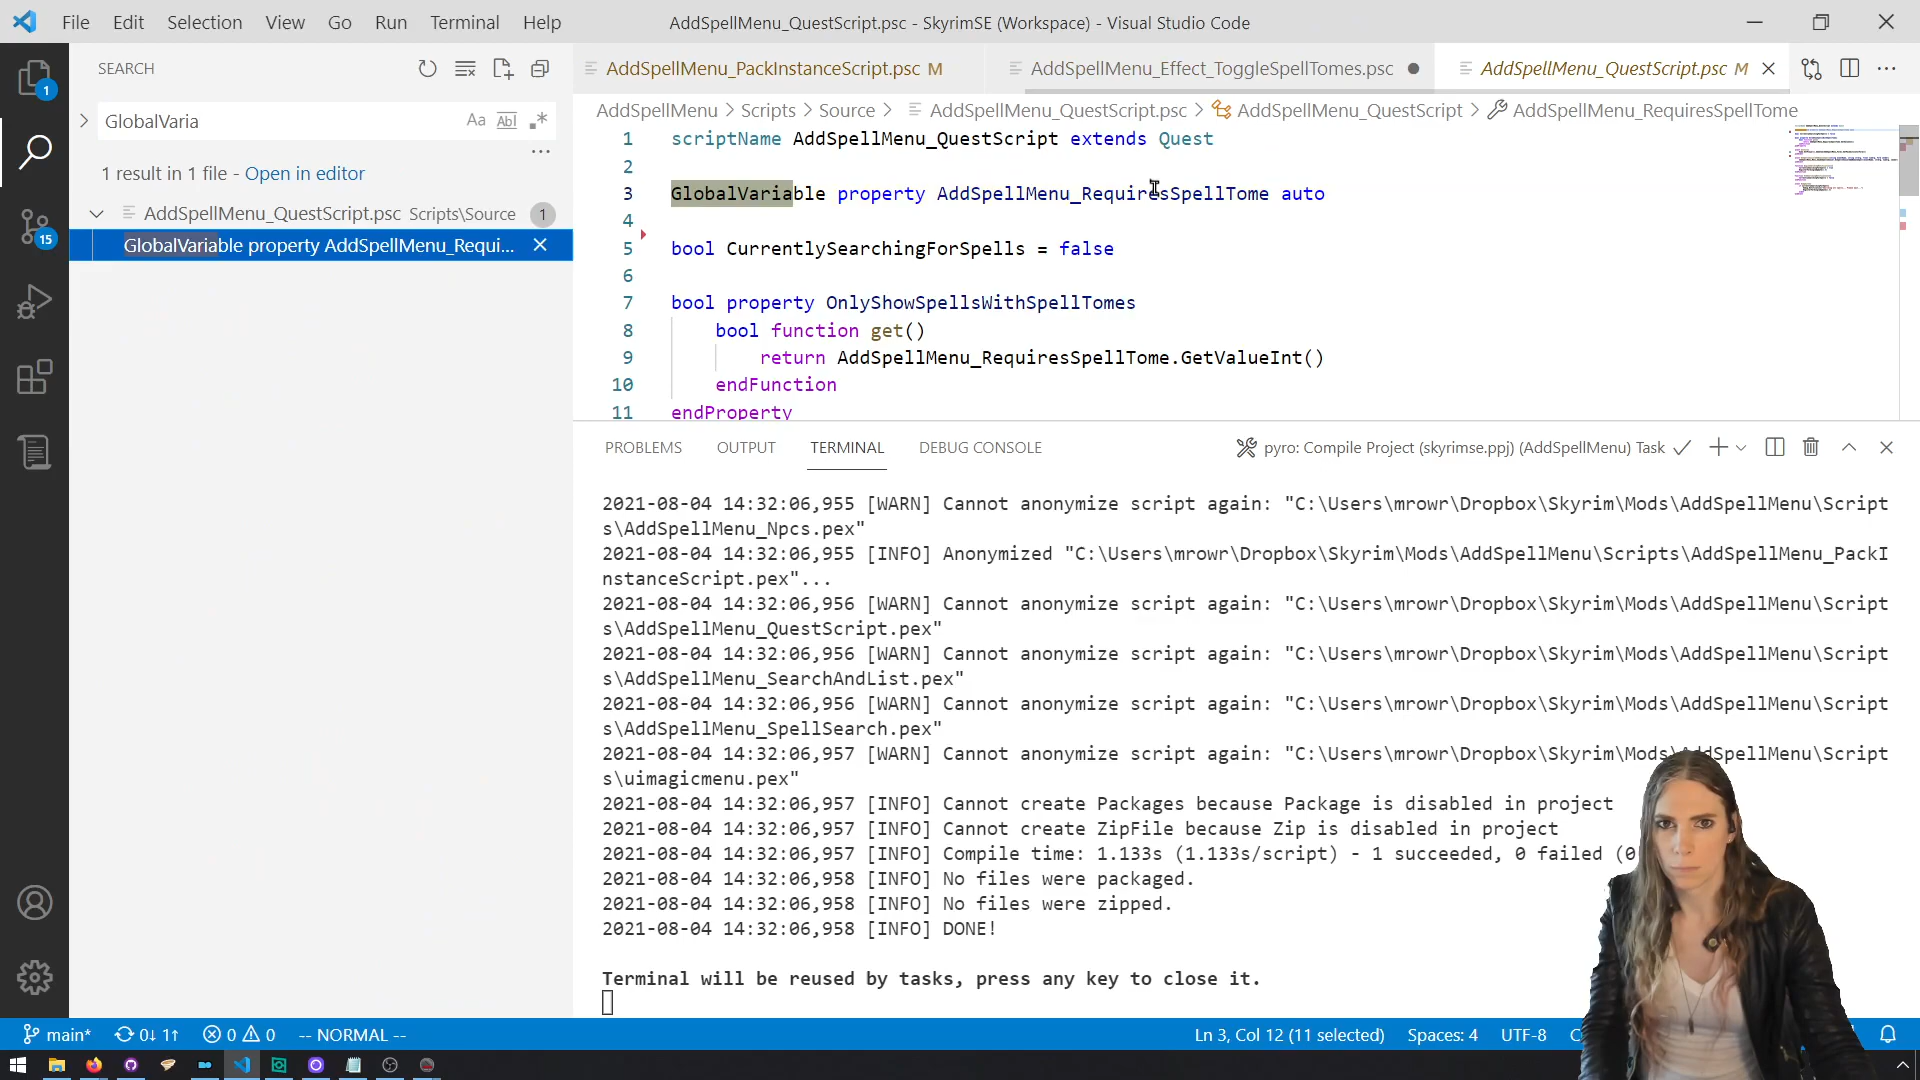 File Edit Selection View Go Run Terminal Help
AddSpellMenu_QuestScript.psc - SkyrimSE (Workspace) - Visual Studio Code
SEARCH
GlobalVaria
Aa Abl .*
1 result in 1 file - Open in editor
AddSpellMenu_QuestScript.psc Scripts\Source 1
GlobalVariable property AddSpellMenu_Requi...
1
15
AddSpellMenu_PackInstanceScript.psc M
AddSpellMenu_Effect_ToggleSpellTomes.psc
AddSpellMenu_QuestScript.psc M
AddSpellMenu > Scripts > Source > AddSpellMenu_QuestScript.psc > AddSpellMenu_QuestScript > AddSpellMenu_RequiresSpellTome
1 scriptName AddSpellMenu_QuestScript extends Quest
2
3 GlobalVariable property AddSpellMenu_RequiresSpellTome auto
4
5 bool CurrentlySearchingForSpells = false
6
7 bool property OnlyShowSpellsWithSpellTomes
8 bool function get()
9 return AddSpellMenu_RequiresSpellTome.GetValueInt()
10 endFunction
11 endProperty
PROBLEMS OUTPUT TERMINAL DEBUG CONSOLE
pyro: Compile Project (skyrimse.ppj) (AddSpellMenu) Task
2021-08-04 14:32:06,955 [WARN] Cannot anonymize script again: "C:\Users\mrowr\Dropbox\Skyrim\Mods\AddSpellMenu\Script
s\AddSpellMenu_Npcs.pex"
2021-08-04 14:32:06,955 [INFO] Anonymized "C:\Users\mrowr\Dropbox\Skyrim\Mods\AddSpellMenu\Scripts\AddSpellMenu_PackI
nstanceScript.pex"...
2021-08-04 14:32:06,956 [WARN] Cannot anonymize script again: "C:\Users\mrowr\Dropbox\Skyrim\Mods\AddSpellMenu\Script
s\AddSpellMenu_QuestScript.pex"
2021-08-04 14:32:06,956 [WARN] Cannot anonymize script again: "C:\Users\mrowr\Dropbox\Skyrim\Mods\AddSpellMenu\Script
s\AddSpellMenu_SearchAndList.pex"
2021-08-04 14:32:06,956 [WARN] Cannot anonymize script again: "C:\Users\mrowr\Dropbox\Skyrim\Mods\AddSpellMenu\Script
s\AddSpellMenu_SpellSearch.pex"
2021-08-04 14:32:06,957 [WARN] Cannot anonymize script again: "C:\Users\mrowr\Dropbox\Skyrim\Mods\AddSpellMenu\Script
s\uimagicmenu.pex"
2021-08-04 14:32:06,957 [INFO] Cannot create Packages because Package is disabled in project
2021-08-04 14:32:06,957 [INFO] Cannot create ZipFile because Zip is disabled in project
2021-08-04 14:32:06,957 [INFO] Compile time: 1.133s (1.133s/script) - 1 succeeded, 0 failed (0
2021-08-04 14:32:06,958 [INFO] No files were packaged.
2021-08-04 14:32:06,958 [INFO] No files were zipped.
2021-08-04 14:32:06,958 [INFO] DONE!
Terminal will be reused by tasks, press any key to close it.
main* 0↓ 1↑ 0 0 -- NORMAL --
Ln 3, Col 12 (11 selected) Spaces: 4 UTF-8